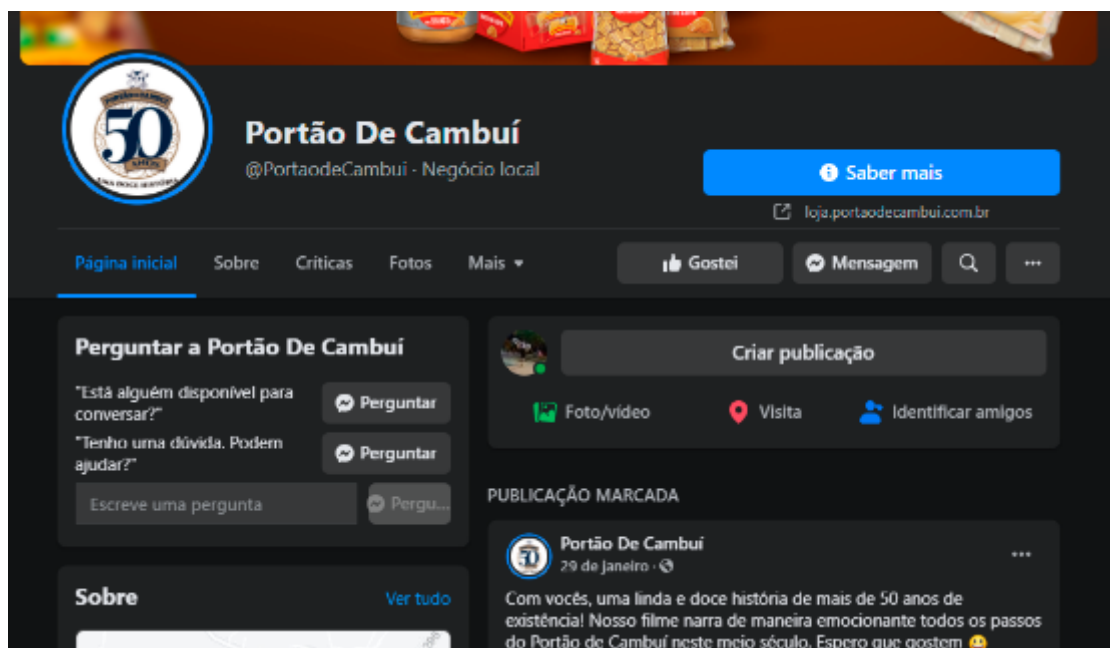 50
ANOS
UMA DOCE HISTÓRIA
Portão De Cambuí
@PortaodeCambui · Negócio local
Saber mais
loja.portaodecambui.com.br
Página inicial Sobre Críticas Fotos Mais
Gostei Mensagem ...
Perguntar a Portão De Cambuí
"Está alguém disponível para
conversar?"
Perguntar
"Tenho uma dúvida. Podem
ajudar?"
Perguntar
Escreve uma pergunta
Pergu...
Sobre
Ver tudo
Criar publicação
Foto/vídeo Visita Identificar amigos
PUBLICAÇÃO MARCADA
50
Portão De Cambuí
29 de janeiro ·
...
Com vocês, uma linda e doce história de mais de 50 anos de
existência! Nosso filme narra de maneira emocionante todos os passos
do Portão de Cambuí neste meio século. Espero que gostem 😀